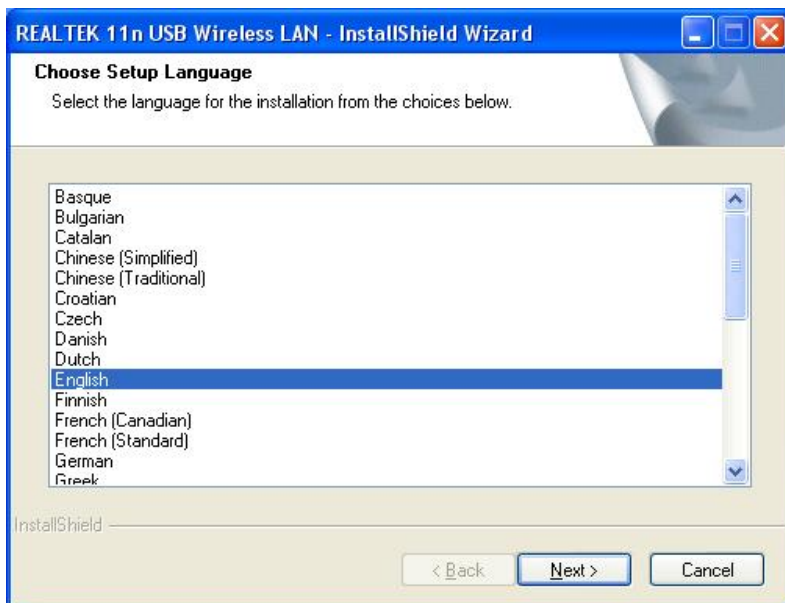 REALTEK 11n USB Wireless LAN - InstallShield Wizard
Choose Setup Language
Select the language for the installation from the choices below.
Basque
Bulgarian
Catalan
Chinese (Simplified)
Chinese (Traditional)
Croatian
Czech
Danish
Dutch
English
Finnish
French (Canadian)
French (Standard)
German
Greek
InstallShield
< Back
Next >
Cancel